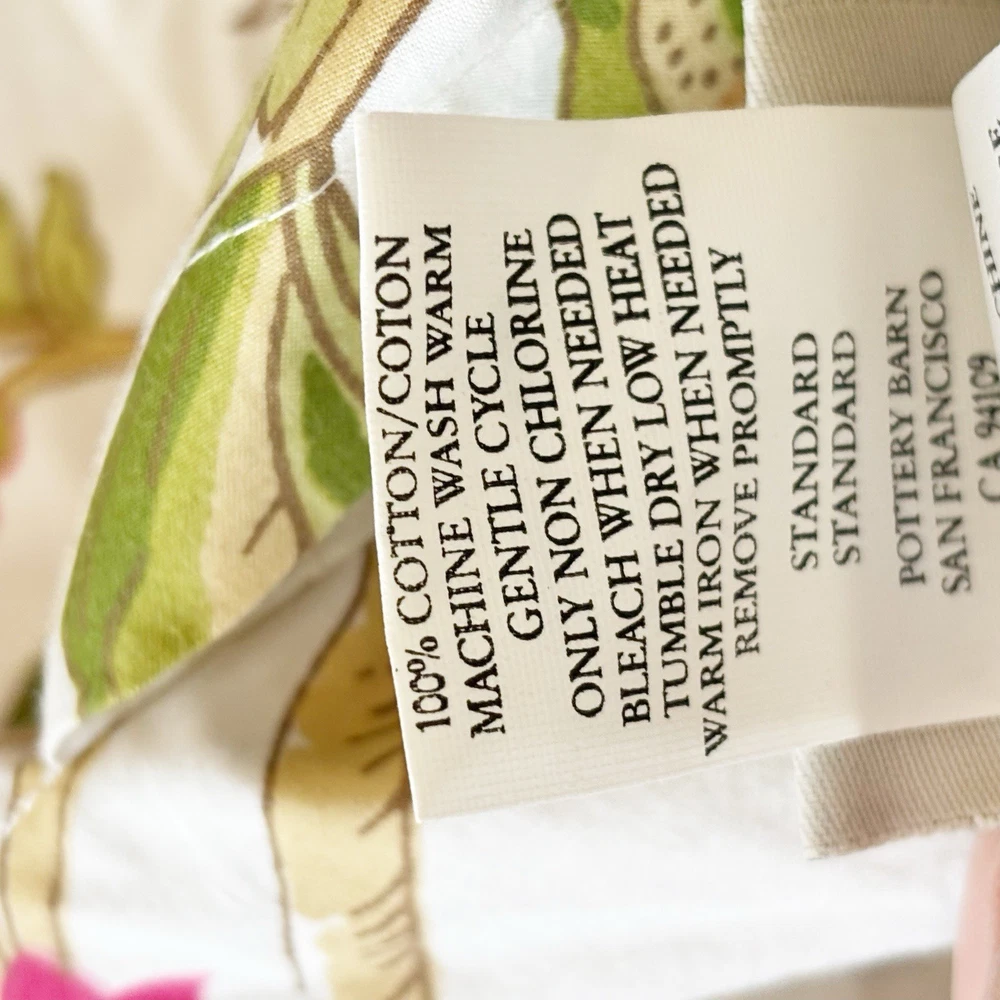 100% COTTON/COTON
MACHINE WASH WARM
GENTLE CYCLE
ONLY NON CHLORINE
BLEACH WHEN NEEDED
TUMBLE DRY LOW HEAT
WARM IRON WHEN NEEDED
REMOVE PROMPTLY
STANDARD
STANDARD
POTTERY BARN
SAN FRANCISCO
CA 94109